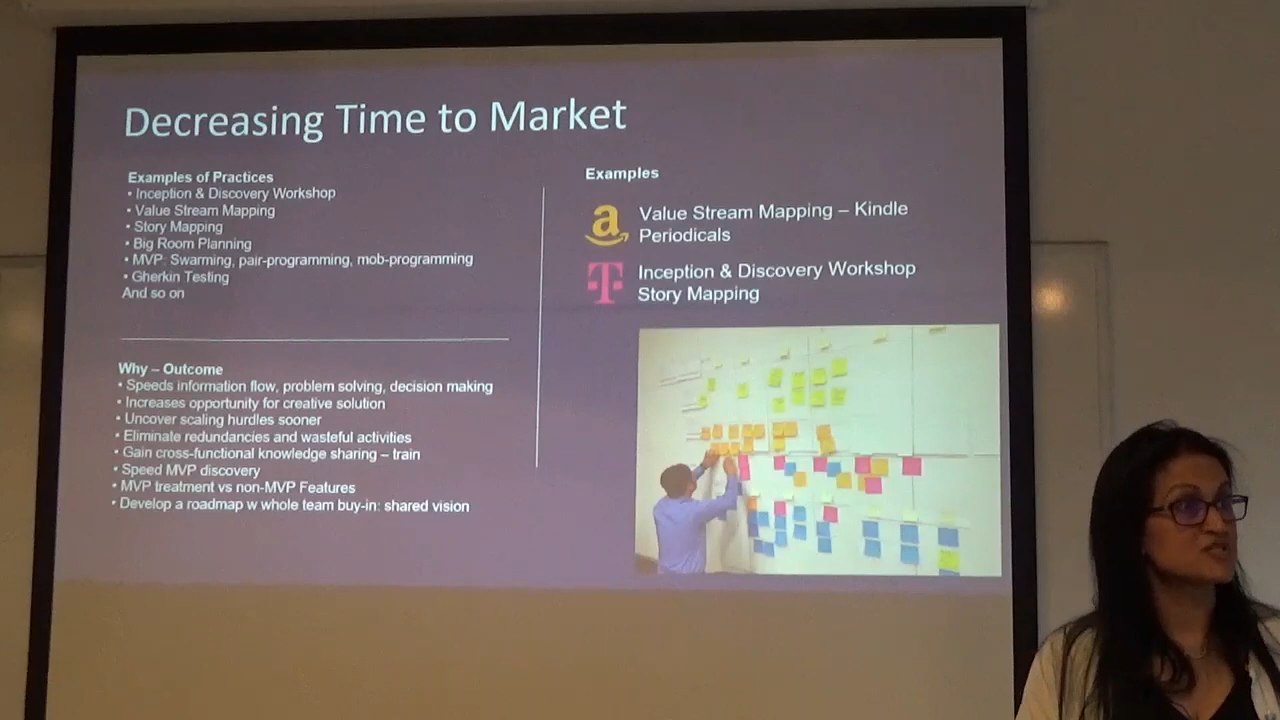 Decreasing Time to Market
Examples of Practices
• Inception & Discovery Workshop
• Value Stream Mapping
• Story Mapping
• Big Room Planning
• MVP: Swarming, pair-programming, mob-programming
• Gherkin Testing
And so on
Why – Outcome
• Speeds information flow, problem solving, decision making
• Increases opportunity for creative solution
• Uncover scaling hurdles sooner
• Eliminate redundancies and wasteful activities
• Gain cross-functional knowledge sharing – train
• Speed MVP discovery
• MVP treatment vs non-MVP Features
• Develop a roadmap w whole team buy-in: shared vision
Examples
a
Value Stream Mapping – Kindle
Periodicals
T
Inception & Discovery Workshop
Story Mapping